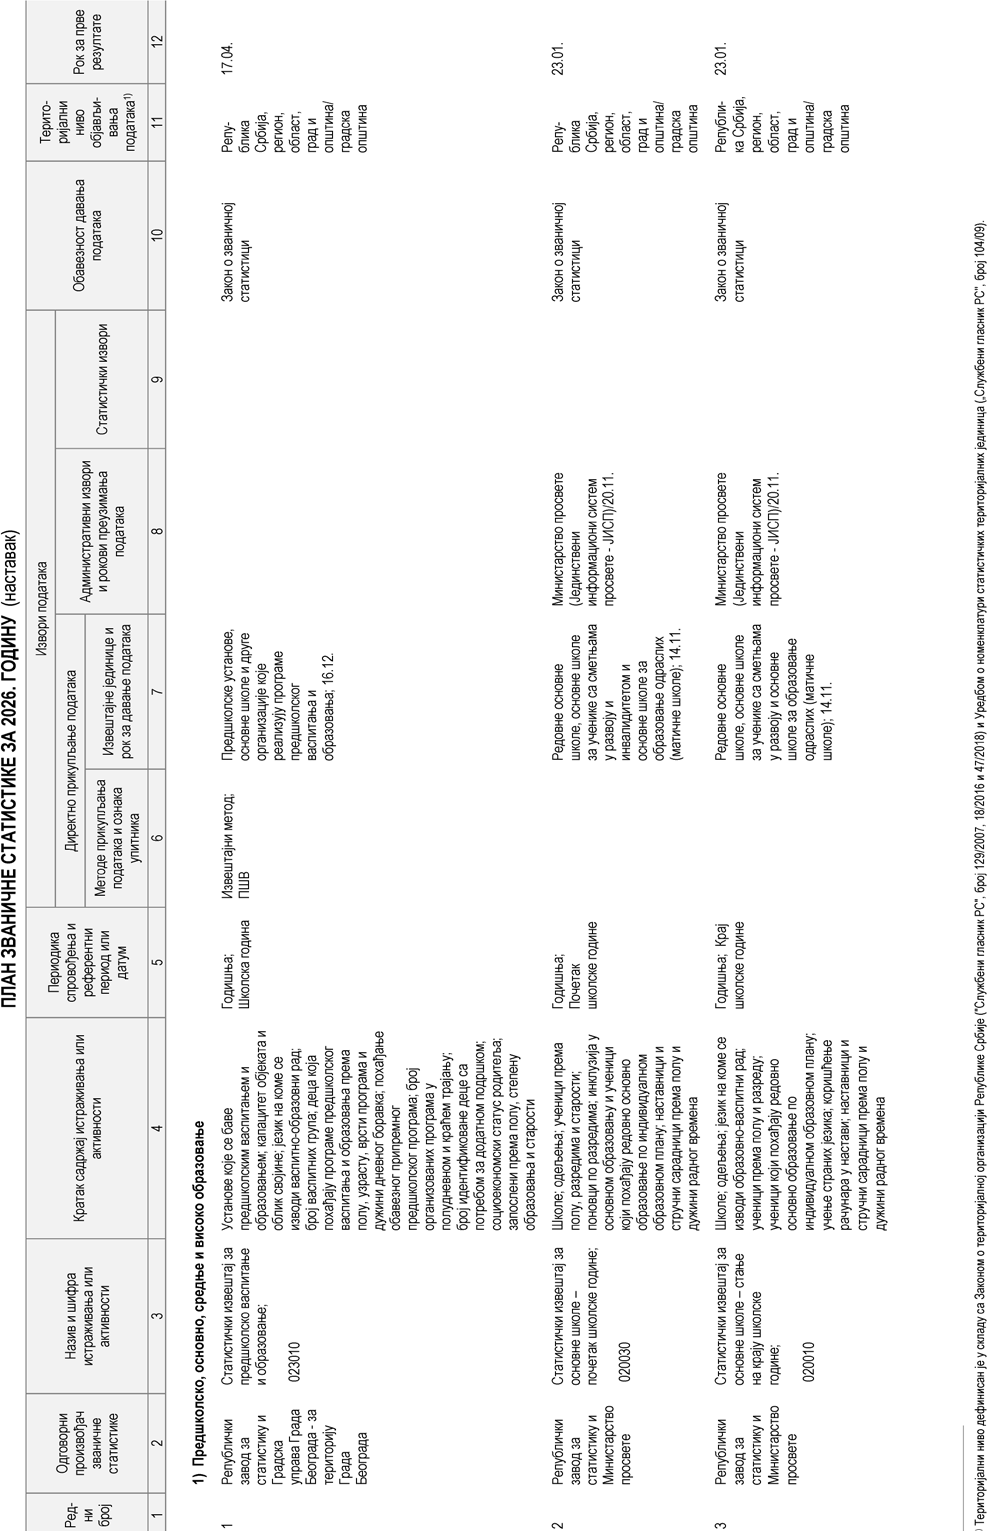 ПЛАН ЗВАНИЧНЕ СТАТИСТИКЕ ЗА 2026. ГОДИНУ (наставак)
Ред-
ни
број
Одговорни
произвођач
званичне
статистике
Назив и шифра
истраживања или
активности
Кратак садржај истраживања или
активности
Периодика
спровођења и
референтни
период или
датум
Извори података
Директно прикупљање података
Методе прикупљања
података и ознака
упитника
Извештајне јединице и
рок за давање података
Административни извори
и рокови преузимања
података
Статистички извори
Обавезност давања
података
Терито-
ријални
ниво
објављи-
вања
података1)
Рок за прве
резултате
1 2 3 4 5 6 7 8 9 10 11 12
1) Предшколско, основно, средње и високо образовање
1
Републички
завод за
статистику и
Градска
управа Града
Београда - за
територију
Града
Београда
Статистички извештај за
предшколско васпитање
и образовање;
023010
Установе које се баве
предшколским васпитањем и
образовањем; капацитет објеката и
облик својине; језик на коме се
изводи васпитно-образовни рад;
број васпитних група; деца која
похађају програме предшколског
васпитања и образовања према
полу, узрасту, врсти програма и
дужини дневног боравка; похађање
обавезног припремног
предшколског програма; број
организованих програма у
полудневном и краћем трајању;
број идентификоване деце са
потребом за додатном подршком;
социоекономски статус родитеља;
запослени према полу, степену
образовања и старости
Годишња;
Школска година
Извештајни метод;
ПШВ
Предшколске установе,
основне школе и друге
организације које
реализују програме
предшколског
васпитања и
образовања; 16.12.
Закон о званичној
статистици
Репу-
блика
Србија,
регион,
област,
град и
општина/
градска
општина
17.04.
2
Републички
завод за
статистику и
Министарство
просвете
Статистички извештај за
основне школе –
почетак школске године;
020030
Школе; одељења; ученици према
полу, разредима и старости;
поновци по разредима; инклузија у
основном образовању и ученици
који похађају редовно основно
образовање по индивидуалном
образовном плану; наставници и
стручни сарадници према полу и
дужини радног времена
Годишња;
Почетак
школске године
Редовне основне
школе, основне школе
за ученике са сметњама
у развоју и
инвалидитетом и
основне школе за
образовање одраслих
(матичне школе); 14.11.
Министарство просвете
(Јединствени
информациони систем
просвете - ЈИСП)/20.11.
Закон о званичној
статистици
Репу-
блика
Србија,
регион,
област,
град и
општина/
градска
општина
23.01.
3
Републички
завод за
статистику и
Министарство
просвете
Статистички извештај за
основне школе – стање
на крају школске
године;
020010
Школе; одељења; језик на коме се
изводи образовно-васпитни рад;
ученици према полу и разреду;
ученици који похађају редовно
основно образовање по
индивидуалном образовном плану;
учење страних језика; коришћење
рачунара у настави; наставници и
стручни сарадници према полу и
дужини радног времена
Годишња; Крај
школске године
Редовне основне
школе, основне школе
за ученике са сметњама
у развоју и основне
школе за образовање
одраслих (матичне
школе); 14.11.
Министарство просвете
(Јединствени
информациони систем
просвете - ЈИСП)/20.11.
Закон о званичној
статистици
Републи-
ка Србија,
регион,
област,
град и
општина/
градска
општина
23.01.
) Територијални ниво дефинисан је у складу са Законом о територијалној организацији Републике Србије ("Службени гласник РС", број 129/2007, 18/2016 и 47/2018) и Уредбом о номенклатури статистичких територијалних јединица („Службени гласник РС", број 104/09).